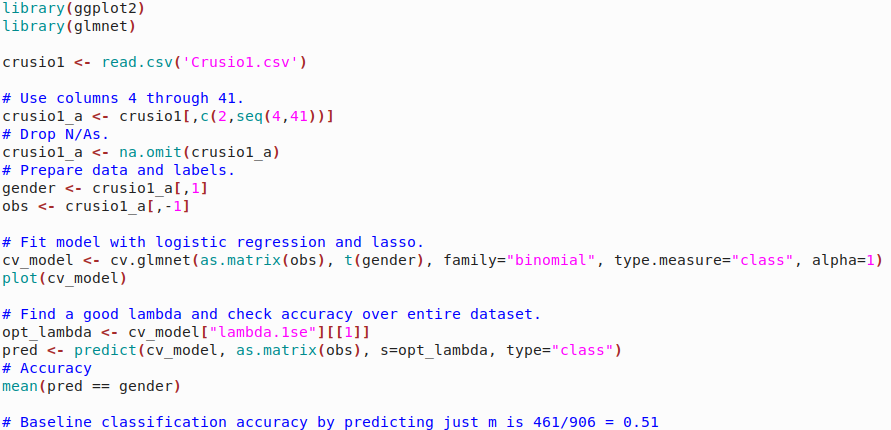 library(ggplot2)
library(glmnet)
crusio1 <- read.csv('Crusio1.csv')
# Use columns 4 through 41.
crusio1_a <- crusio1[,c(2,seq(4,41))]
# Drop N/As.
crusio1_a <- na.omit(crusio1_a)
# Prepare data and labels.
gender <- crusio1_a[,1]
obs <- crusio1_a[,-1]
# Fit model with logistic regression and lasso.
cv_model <- cv.glmnet(as.matrix(obs), t(gender), family="binomial", type.measure="class", alpha=1)
plot(cv_model)
# Find a good lambda and check accuracy over entire dataset.
opt_lambda <- cv_model["lambda.1se"][[1]]
pred <- predict(cv_model, as.matrix(obs), s=opt_lambda, type="class")
# Accuracy
mean(pred == gender)
# Baseline classification accuracy by predicting just m is 461/906 = 0.51